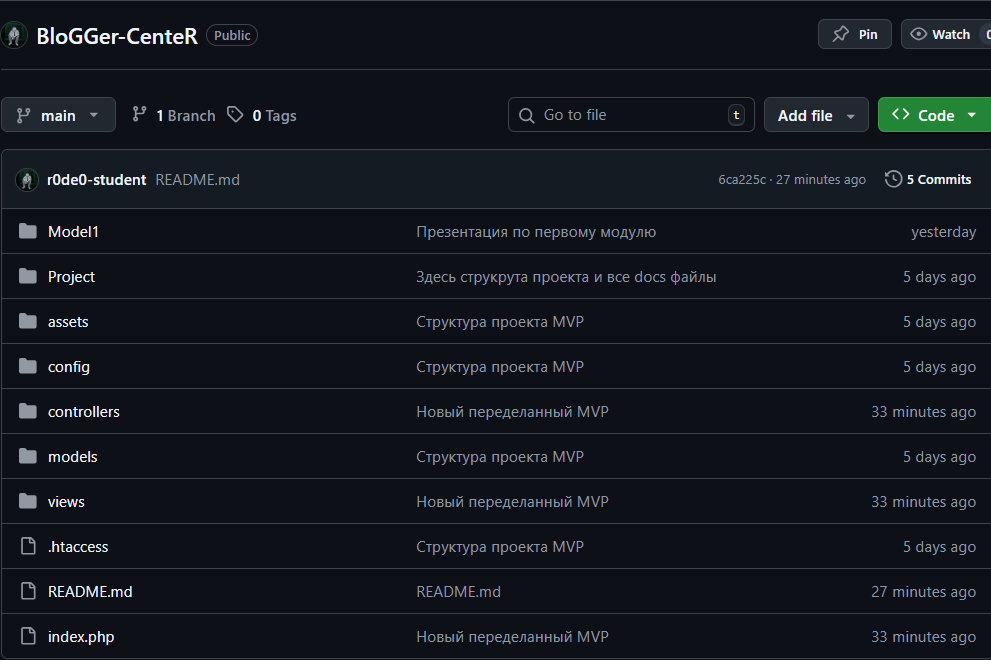 BloGGer-CenteR Public Pin Watch 0
main 1 Branch 0 Tags Go to file t Add file Code
r0de0-student README.md 6ca225c · 27 minutes ago 5 Commits
Model1 Презентация по первому модулю yesterday
Project Здесь струкрута проекта и все docs файлы 5 days ago
assets Структура проекта MVP 5 days ago
config Структура проекта MVP 5 days ago
controllers Новый переделанный MVP 33 minutes ago
models Структура проекта MVP 5 days ago
views Новый переделанный MVP 33 minutes ago
.htaccess Структура проекта MVP 5 days ago
README.md README.md 27 minutes ago
index.php Новый переделанный MVP 33 minutes ago